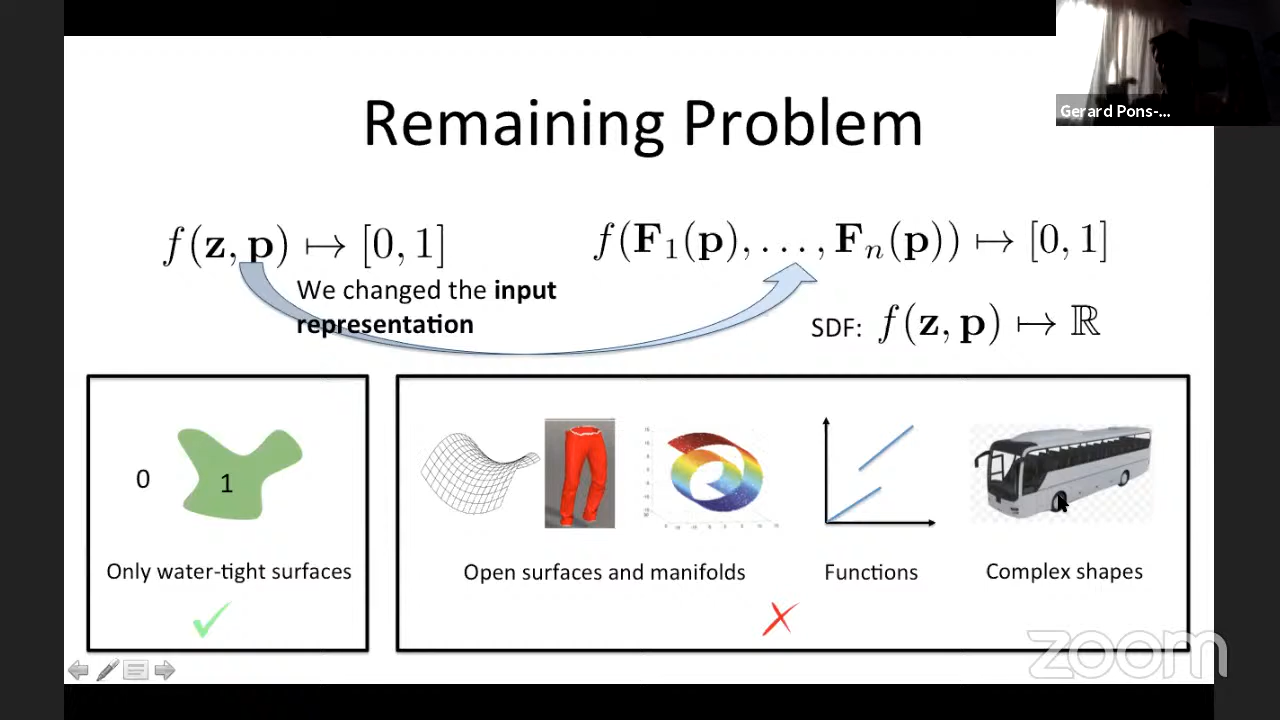 Remaining Problem
Gerard Pons-...
f(z, p) ↦ [0, 1]
f(F₁(p), . . . , Fₙ(p)) ↦ [0, 1]
We changed the input
representation
SDF: f(z, p) ↦ ℝ
0
1
Only water-tight surfaces
Open surfaces and manifolds
Functions
Complex shapes
zoom